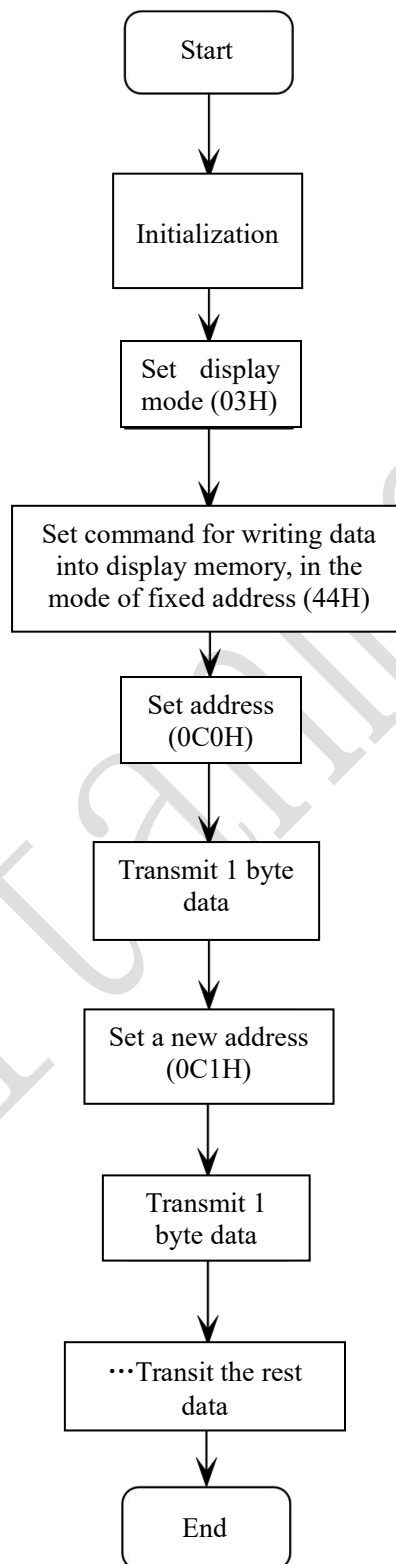 Start
Initialization
Set display
mode (03H)
Set command for writing data
into display memory, in the
mode of fixed address (44H)
Set address
(0C0H)
Transmit 1 byte
data
Set a new address
(0C1H)
Transmit 1
byte data
…Transit the rest
data
End